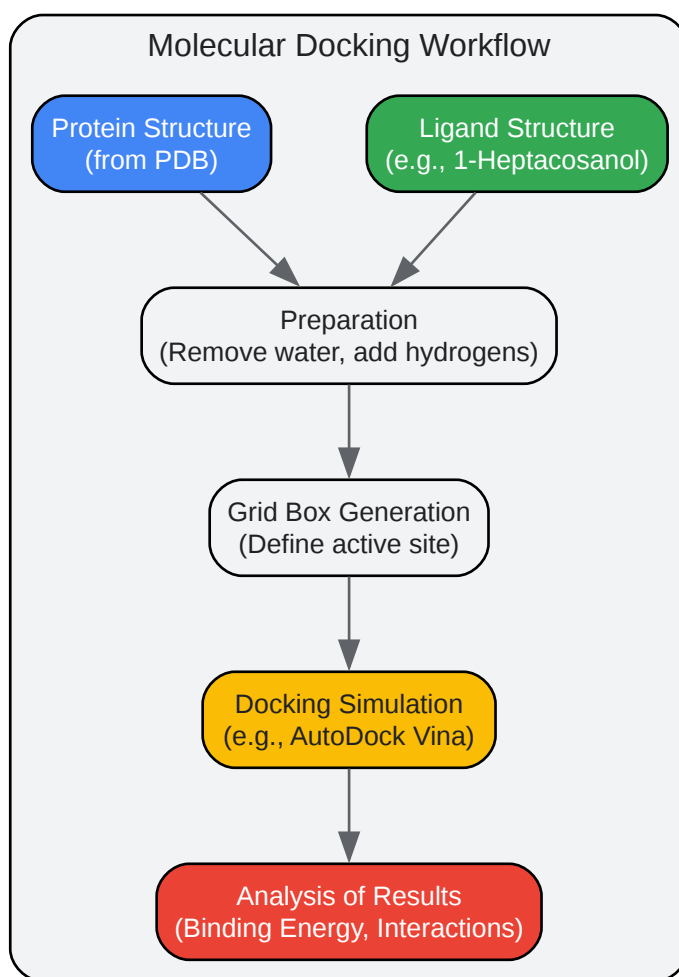 Molecular Docking Workflow
Protein Structure
(from PDB)
Ligand Structure
(e.g., 1-Heptacosanol)
Preparation
(Remove water, add hydrogens)
Grid Box Generation
(Define active site)
Docking Simulation
(e.g., AutoDock Vina)
Analysis of Results
(Binding Energy, Interactions)